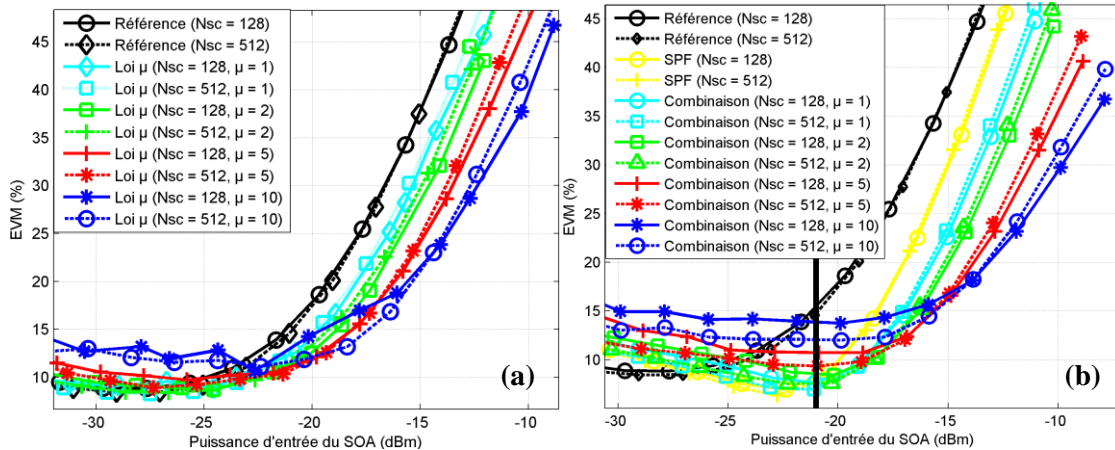 45
40
35
30
25
20
15
10
EVM (%)
-30
-25
-20
-15
-10
Puissance d'entrée du SOA (dBm)
Référence (Nsc = 128)
Référence (Nsc = 512)
Loi μ (Nsc = 128, μ = 1)
Loi μ (Nsc = 512, μ = 1)
Loi μ (Nsc = 128, μ = 2)
Loi μ (Nsc = 512, μ = 2)
Loi μ (Nsc = 128, μ = 5)
Loi μ (Nsc = 512, μ = 5)
Loi μ (Nsc = 128, μ = 10)
Loi μ (Nsc = 512, μ = 10)
(a)
45
40
35
30
25
20
15
10
EVM (%)
-30
-25
-20
-15
-10
Puissance d'entrée du SOA (dBm)
Référence (Nsc = 128)
Référence (Nsc = 512)
SPF (Nsc = 128)
SPF (Nsc = 512)
Combinaison (Nsc = 128, μ = 1)
Combinaison (Nsc = 512, μ = 1)
Combinaison (Nsc = 128, μ = 2)
Combinaison (Nsc = 512, μ = 2)
Combinaison (Nsc = 128, μ = 5)
Combinaison (Nsc = 512, μ = 5)
Combinaison (Nsc = 128, μ = 10)
Combinaison (Nsc = 512, μ = 10)
(b)